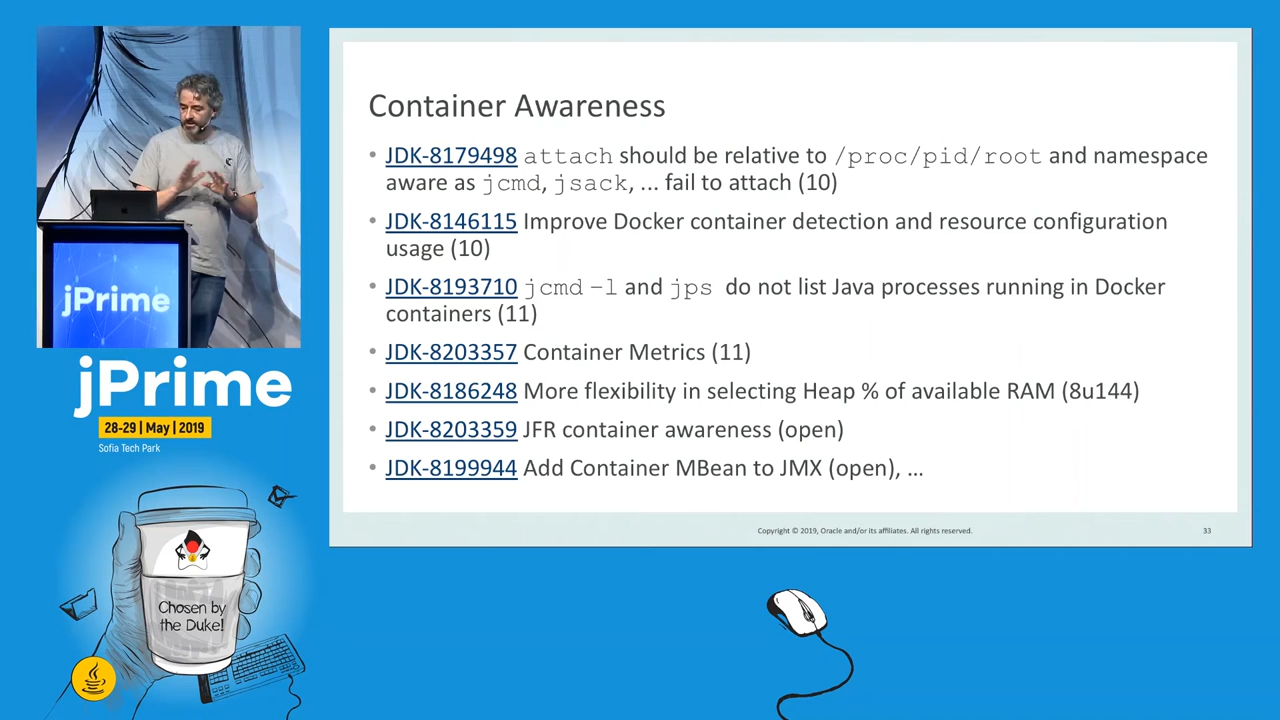 Container Awareness
• JDK-8179498 attach should be relative to /proc/pid/root and namespace
aware as jcmd, jsack, ... fail to attach (10)
• JDK-8146115 Improve Docker container detection and resource configuration
usage (10)
• JDK-8193710 jcmd –l and jps do not list Java processes running in Docker
containers (11)
• JDK-8203357 Container Metrics (11)
• JDK-8186248 More flexibility in selecting Heap % of available RAM (8u144)
• JDK-8203359 JFR container awareness (open)
• JDK-8199944 Add Container MBean to JMX (open), …
Copyright © 2019, Oracle and/or its affiliates. All rights reserved.
33
jPrime
jPrime
28-29 | May | 2019
Sofia Tech Park
Chosen by
the Duke!